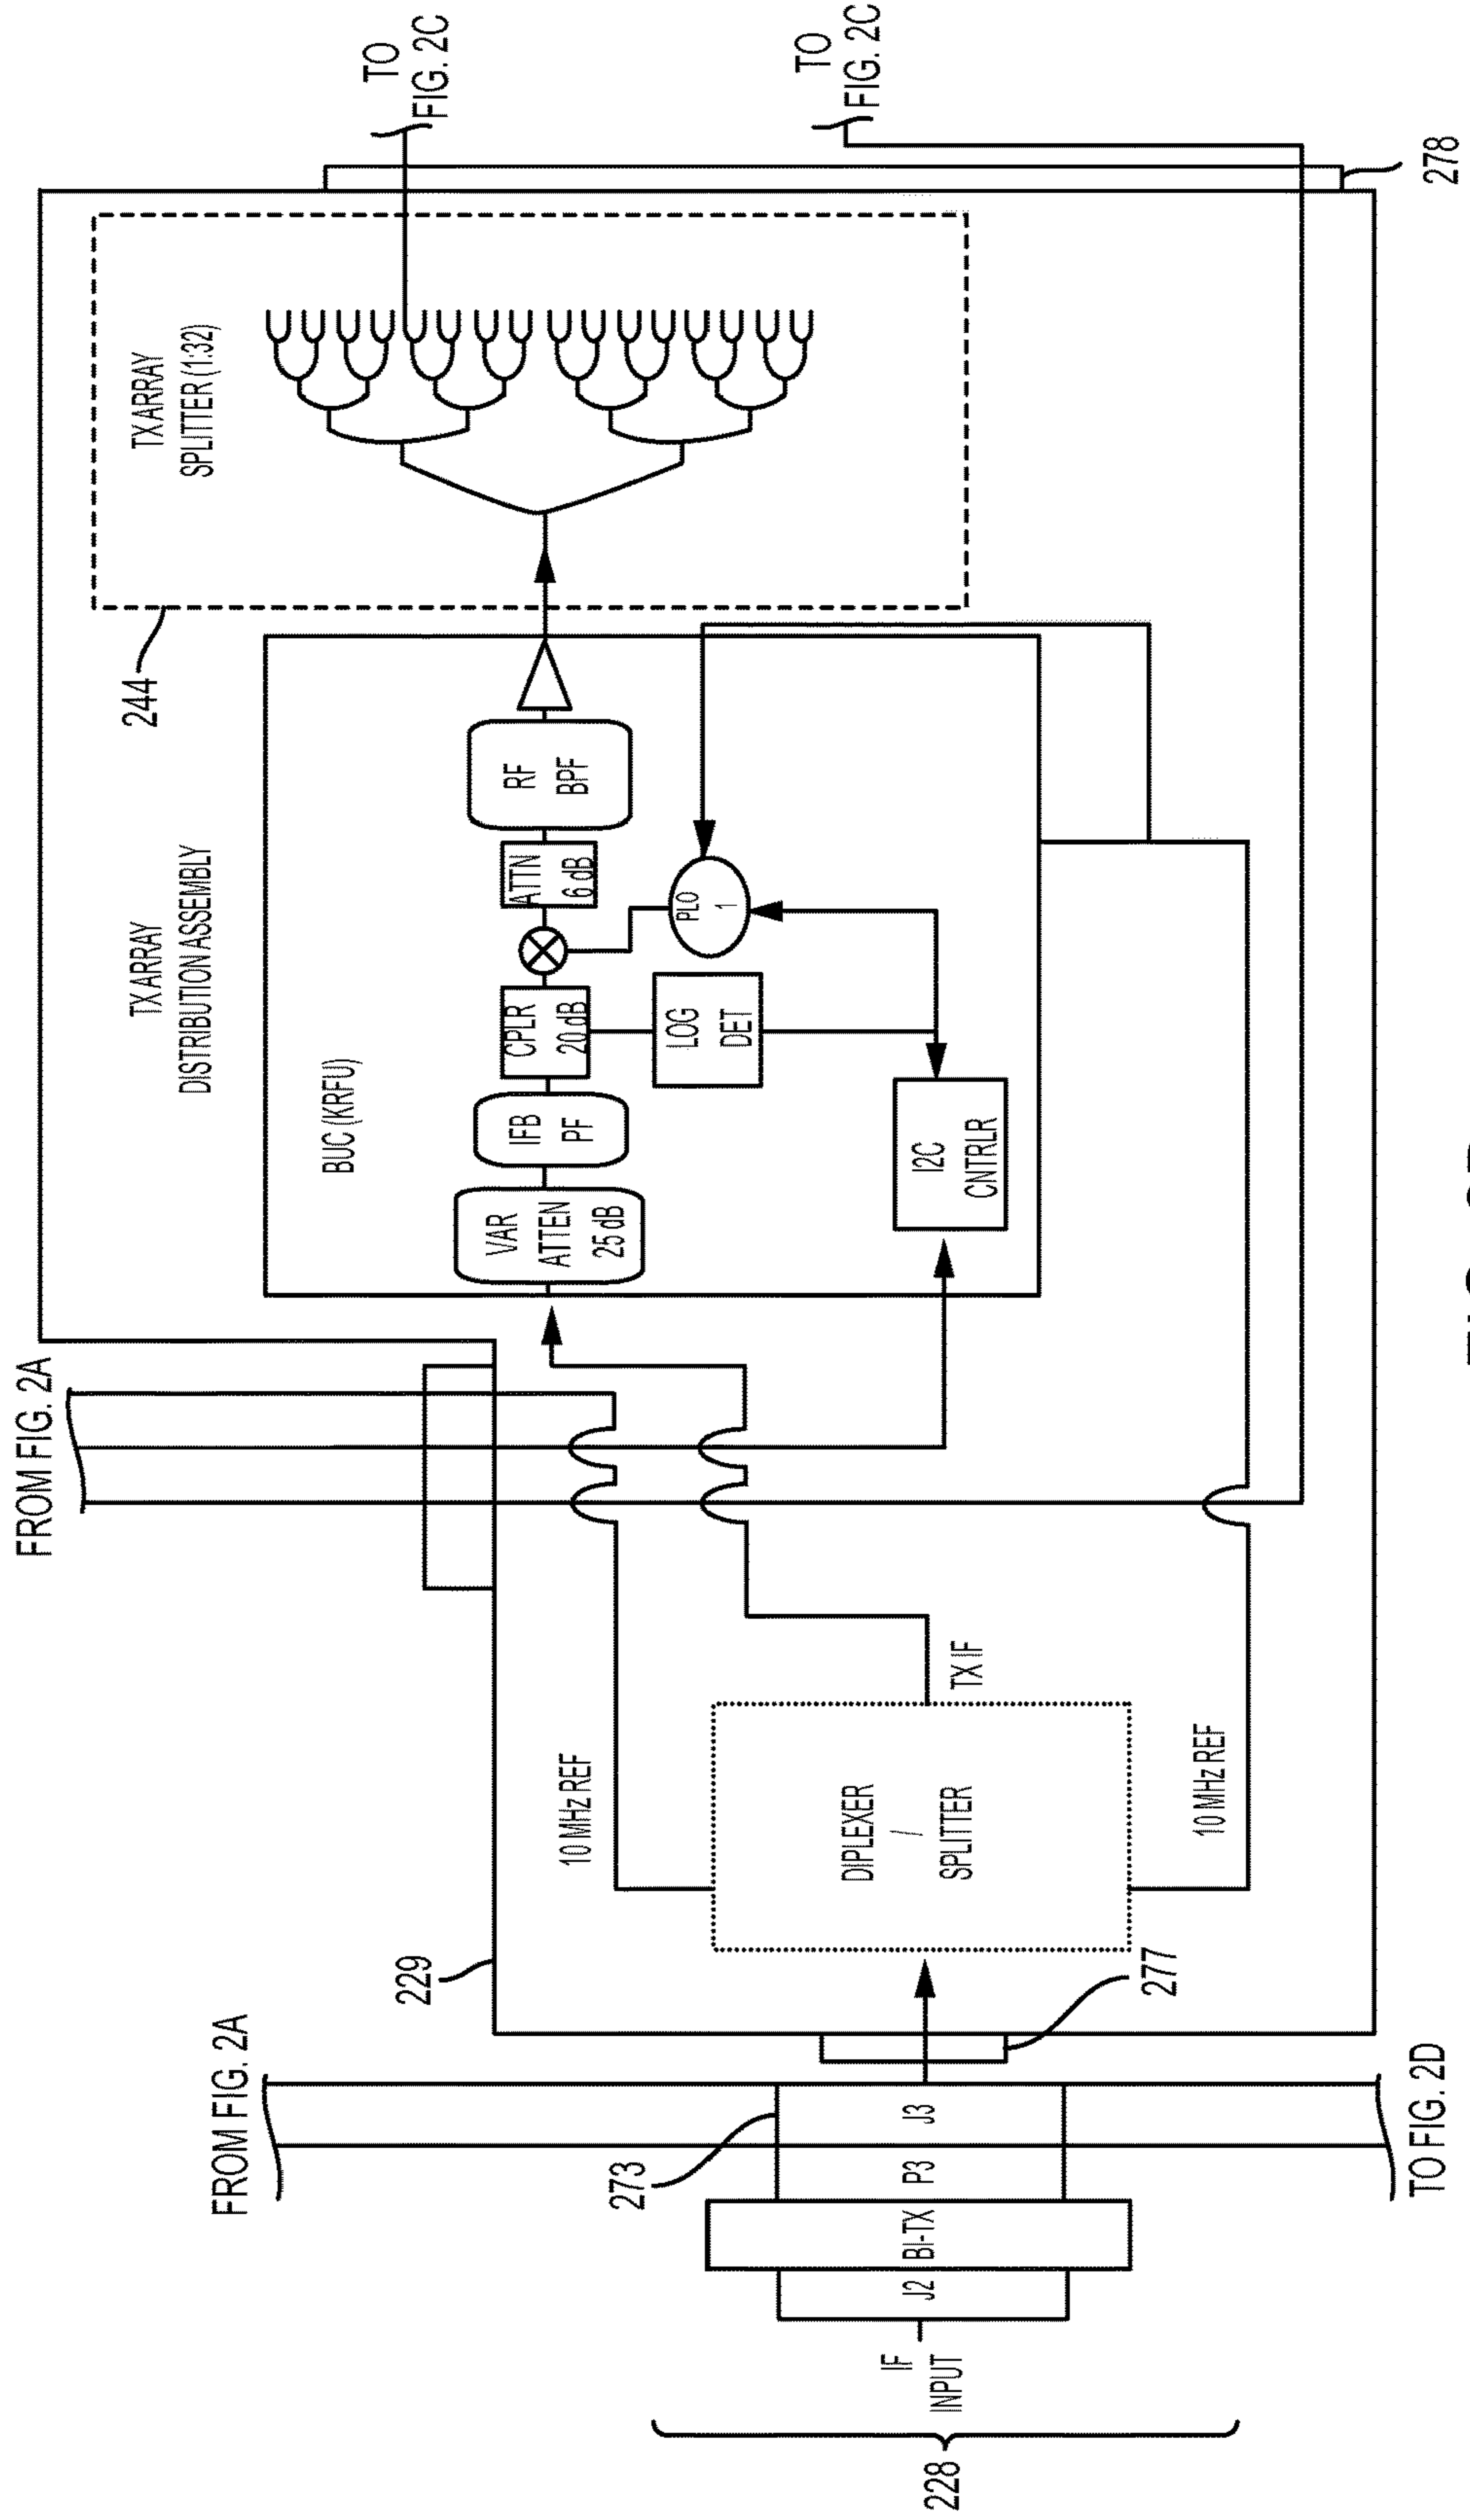 FROM FIG. 2A
FROM FIG. 2A
TO
FIG. 2C
TO
FIG. 2C
TO FIG. 2D
TX ARRAY
DISTRIBUTION ASSEMBLY
TX ARRAY
SPLITTER (1:32)
244
BUC (KRFU)
VAR
ATTEN
25 dB
IFB
PF
CPLR
20 dB
ATTN
6 dB
RF
BPF
LOG
DET
PLO
1
I2C
CNTRLR
229
10 MHz REF
TX IF
DIPLEXER
/
SPLITTER
10 MHz REF
273
277
278
IF
INPUT
J2
BI-TX
P3
J3
228